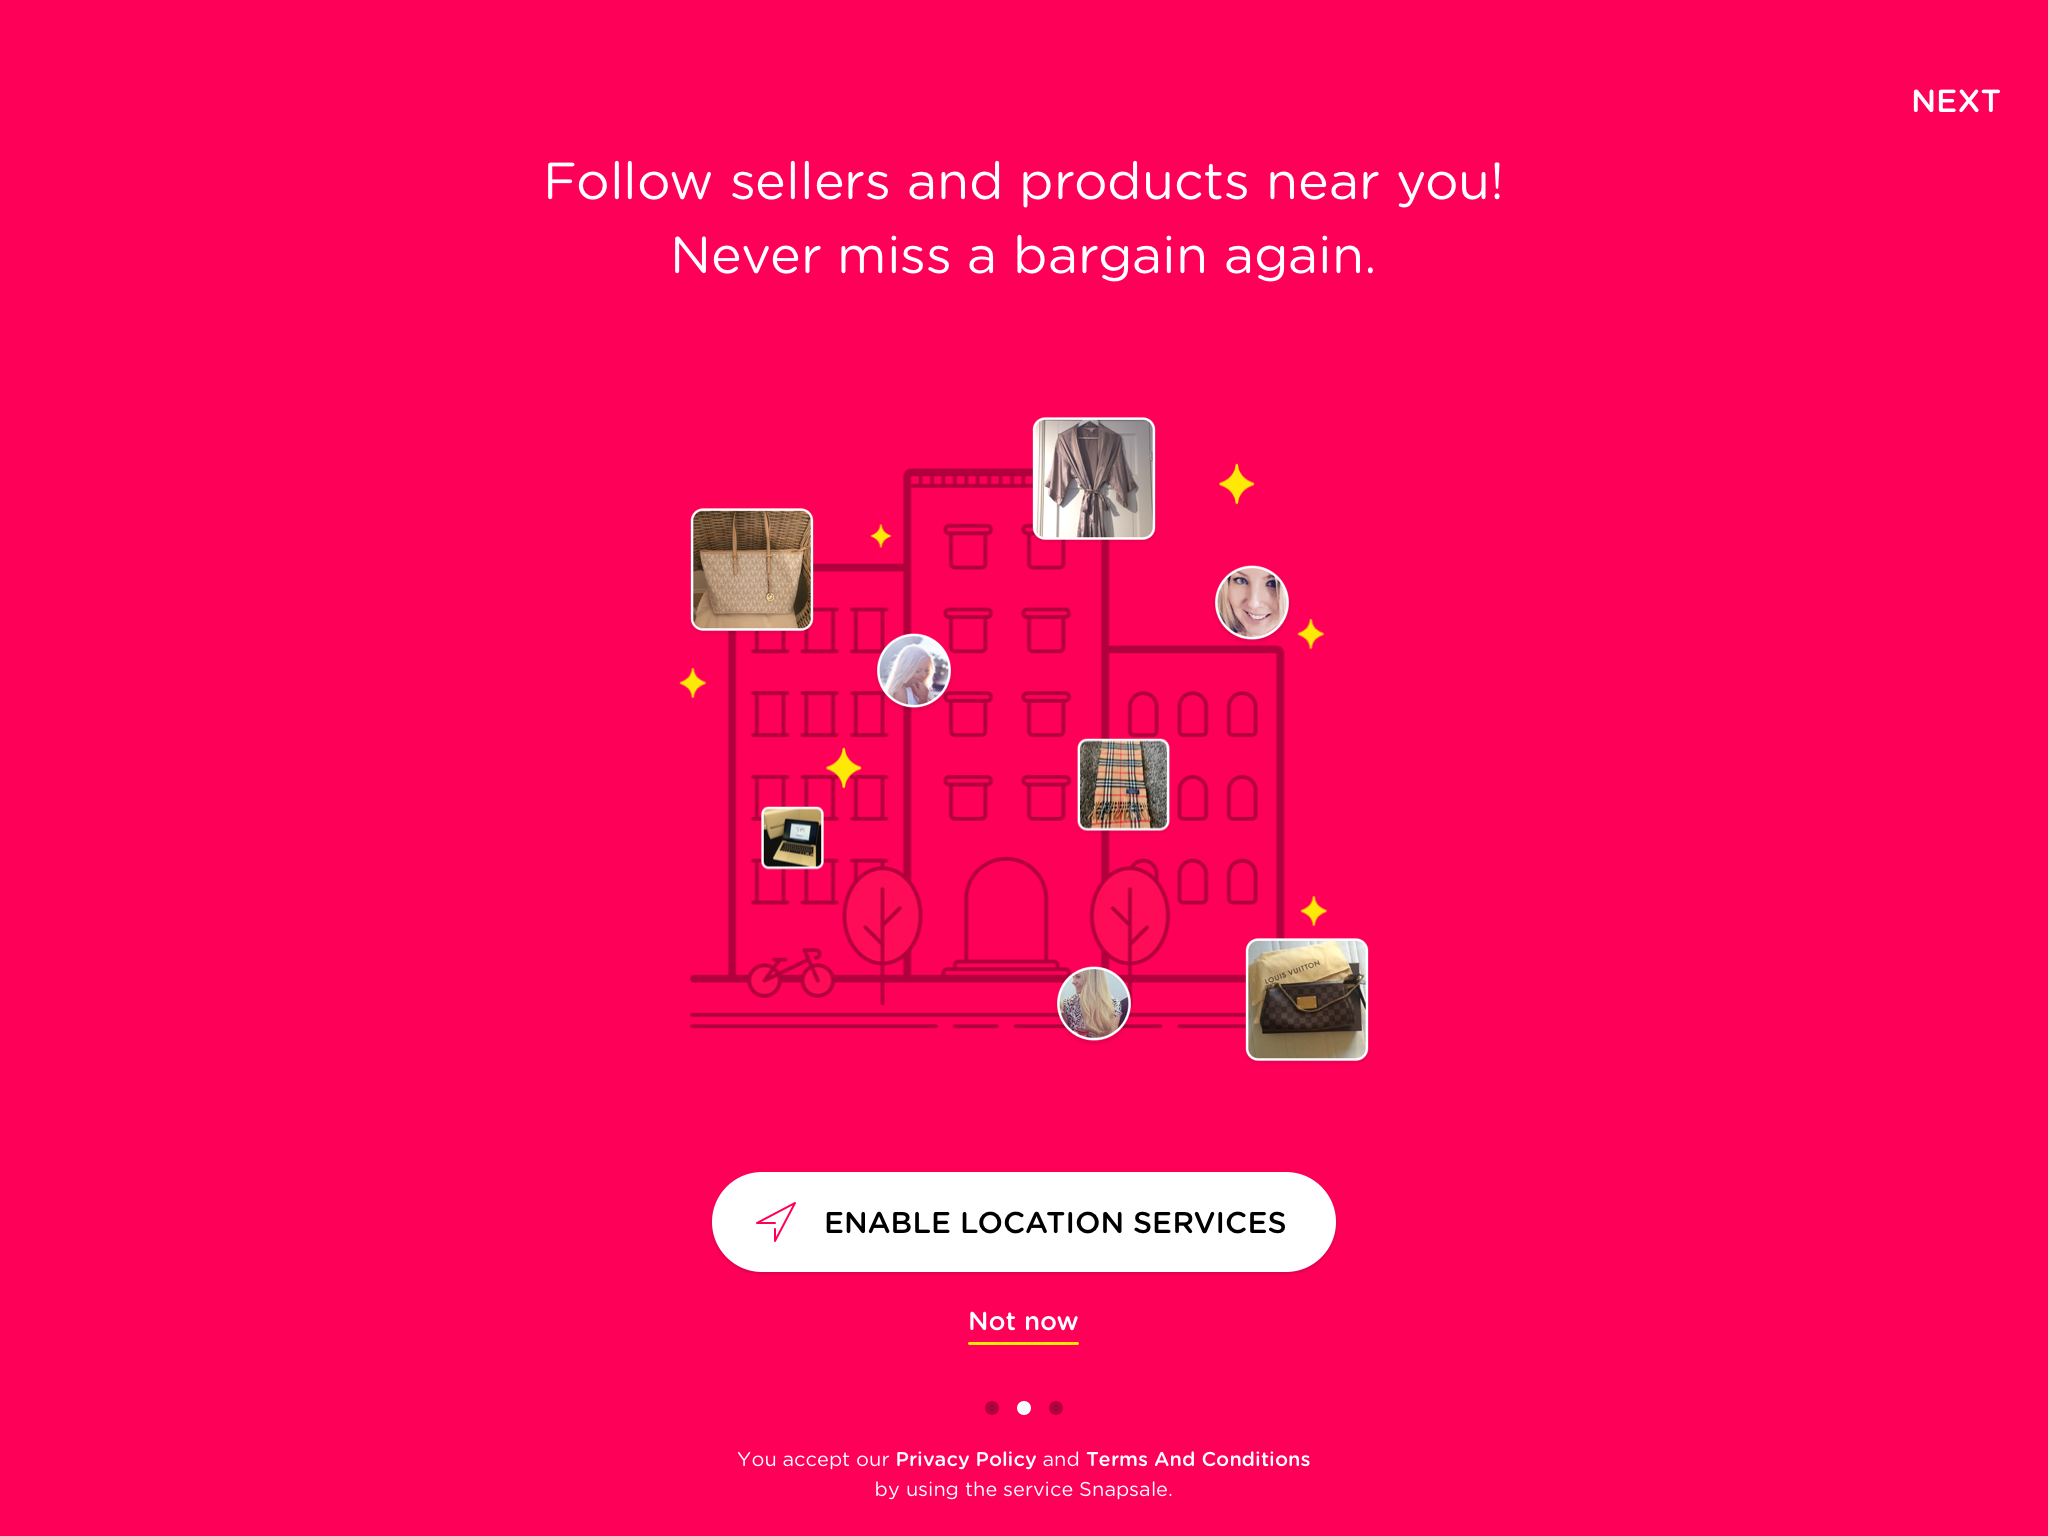 NEXT
Follow sellers and products near you!
Never miss a bargain again.
LOUIS VUITTON
ENABLE LOCATION SERVICES
Not now
You accept our Privacy Policy and Terms And Conditions
by using the service Snapsale.